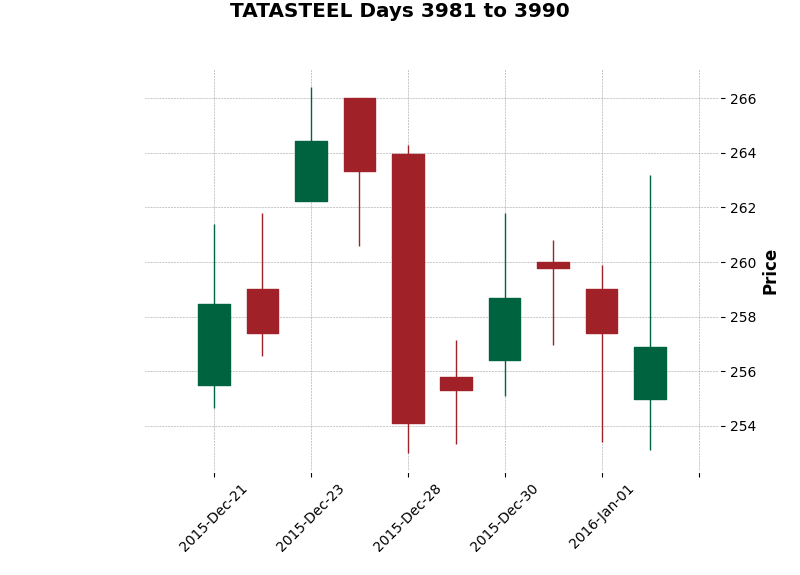 TATASTEEL Days 3981 to 3990
266
264
262
260
258
256
254
Price
2015-Dec-21
2015-Dec-23
2015-Dec-28
2015-Dec-30
2016-Jan-01